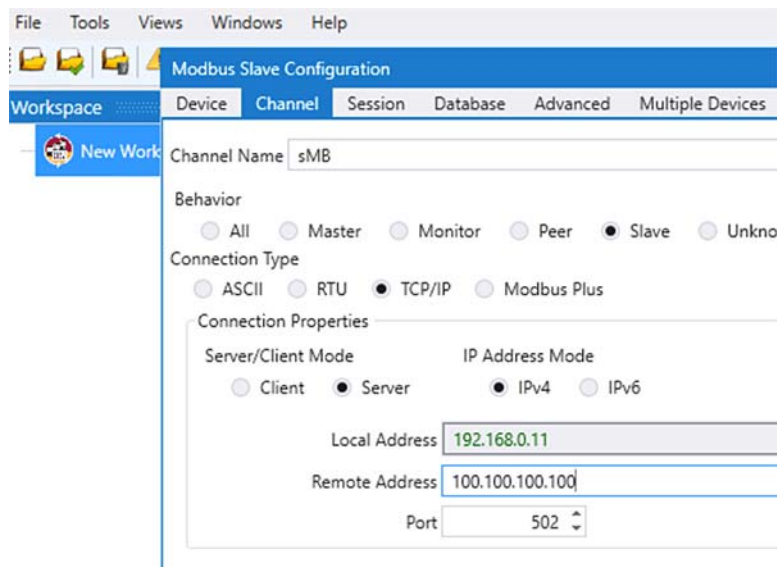 File Tools Views Windows Help
Modbus Slave Configuration
Workspace
Device Channel Session Database Advanced Multiple Devices
New Work
Channel Name sMB
Behavior
All Master Monitor Peer Slave Unkno
Connection Type
ASCII RTU TCP/IP Modbus Plus
Connection Properties
Server/Client Mode IP Address Mode
Client Server IPv4 IPv6
Local Address 192.168.0.11
Remote Address 100.100.100.100
Port 502